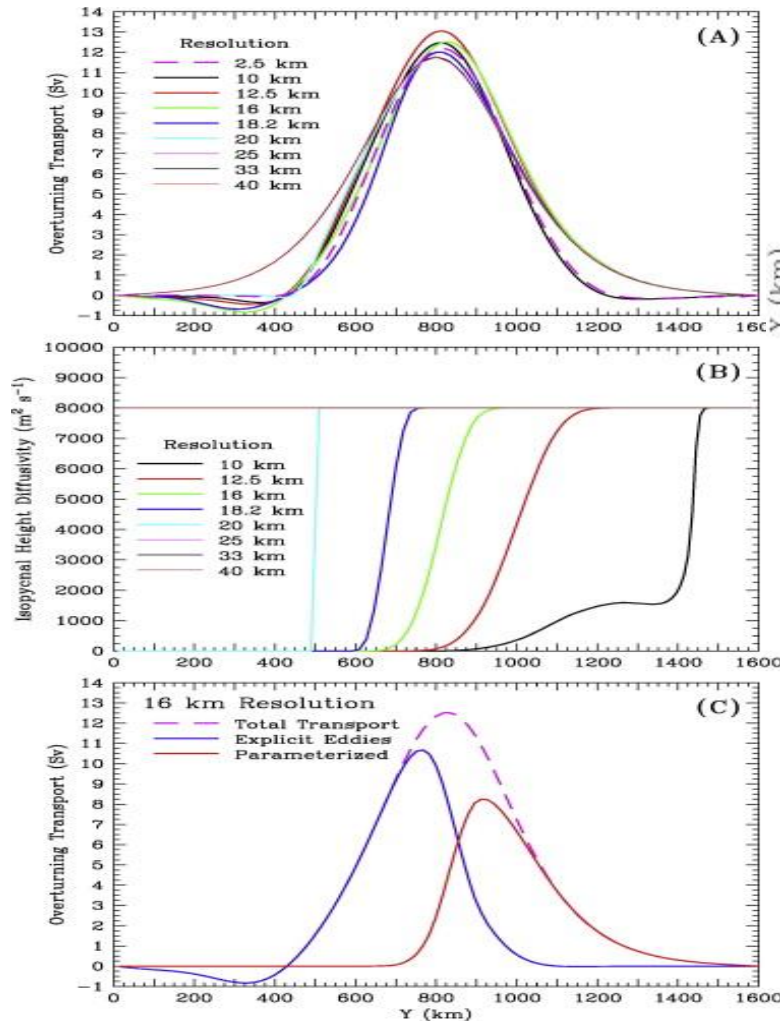 14
13
12
11
10
9
8
7
6
5
4
3
2
1
0
-1
Overturning Transport (Sv)
(A)
Resolution
2.5 km
10 km
12.5 km
16 km
18.2 km
20 km
25 km
33 km
40 km
0 200 400 600 800 1000 1200 1400 1600
Y (km)
10000
9000
8000
7000
6000
5000
4000
3000
2000
1000
0
Isopycnal Height Diffusivity (m² s⁻¹)
(B)
Resolution
10 km
12.5 km
16 km
18.2 km
20 km
25 km
33 km
40 km
0 200 400 600 800 1000 1200 1400 1600
14
13
12
11
10
9
8
7
6
5
4
3
2
1
0
-1
Overturning Transport (Sv)
(C)
16 km Resolution
Total Transport
Explicit Eddies
Parameterized
0 200 400 600 800 1000 1200 1400 1600
Y (km)